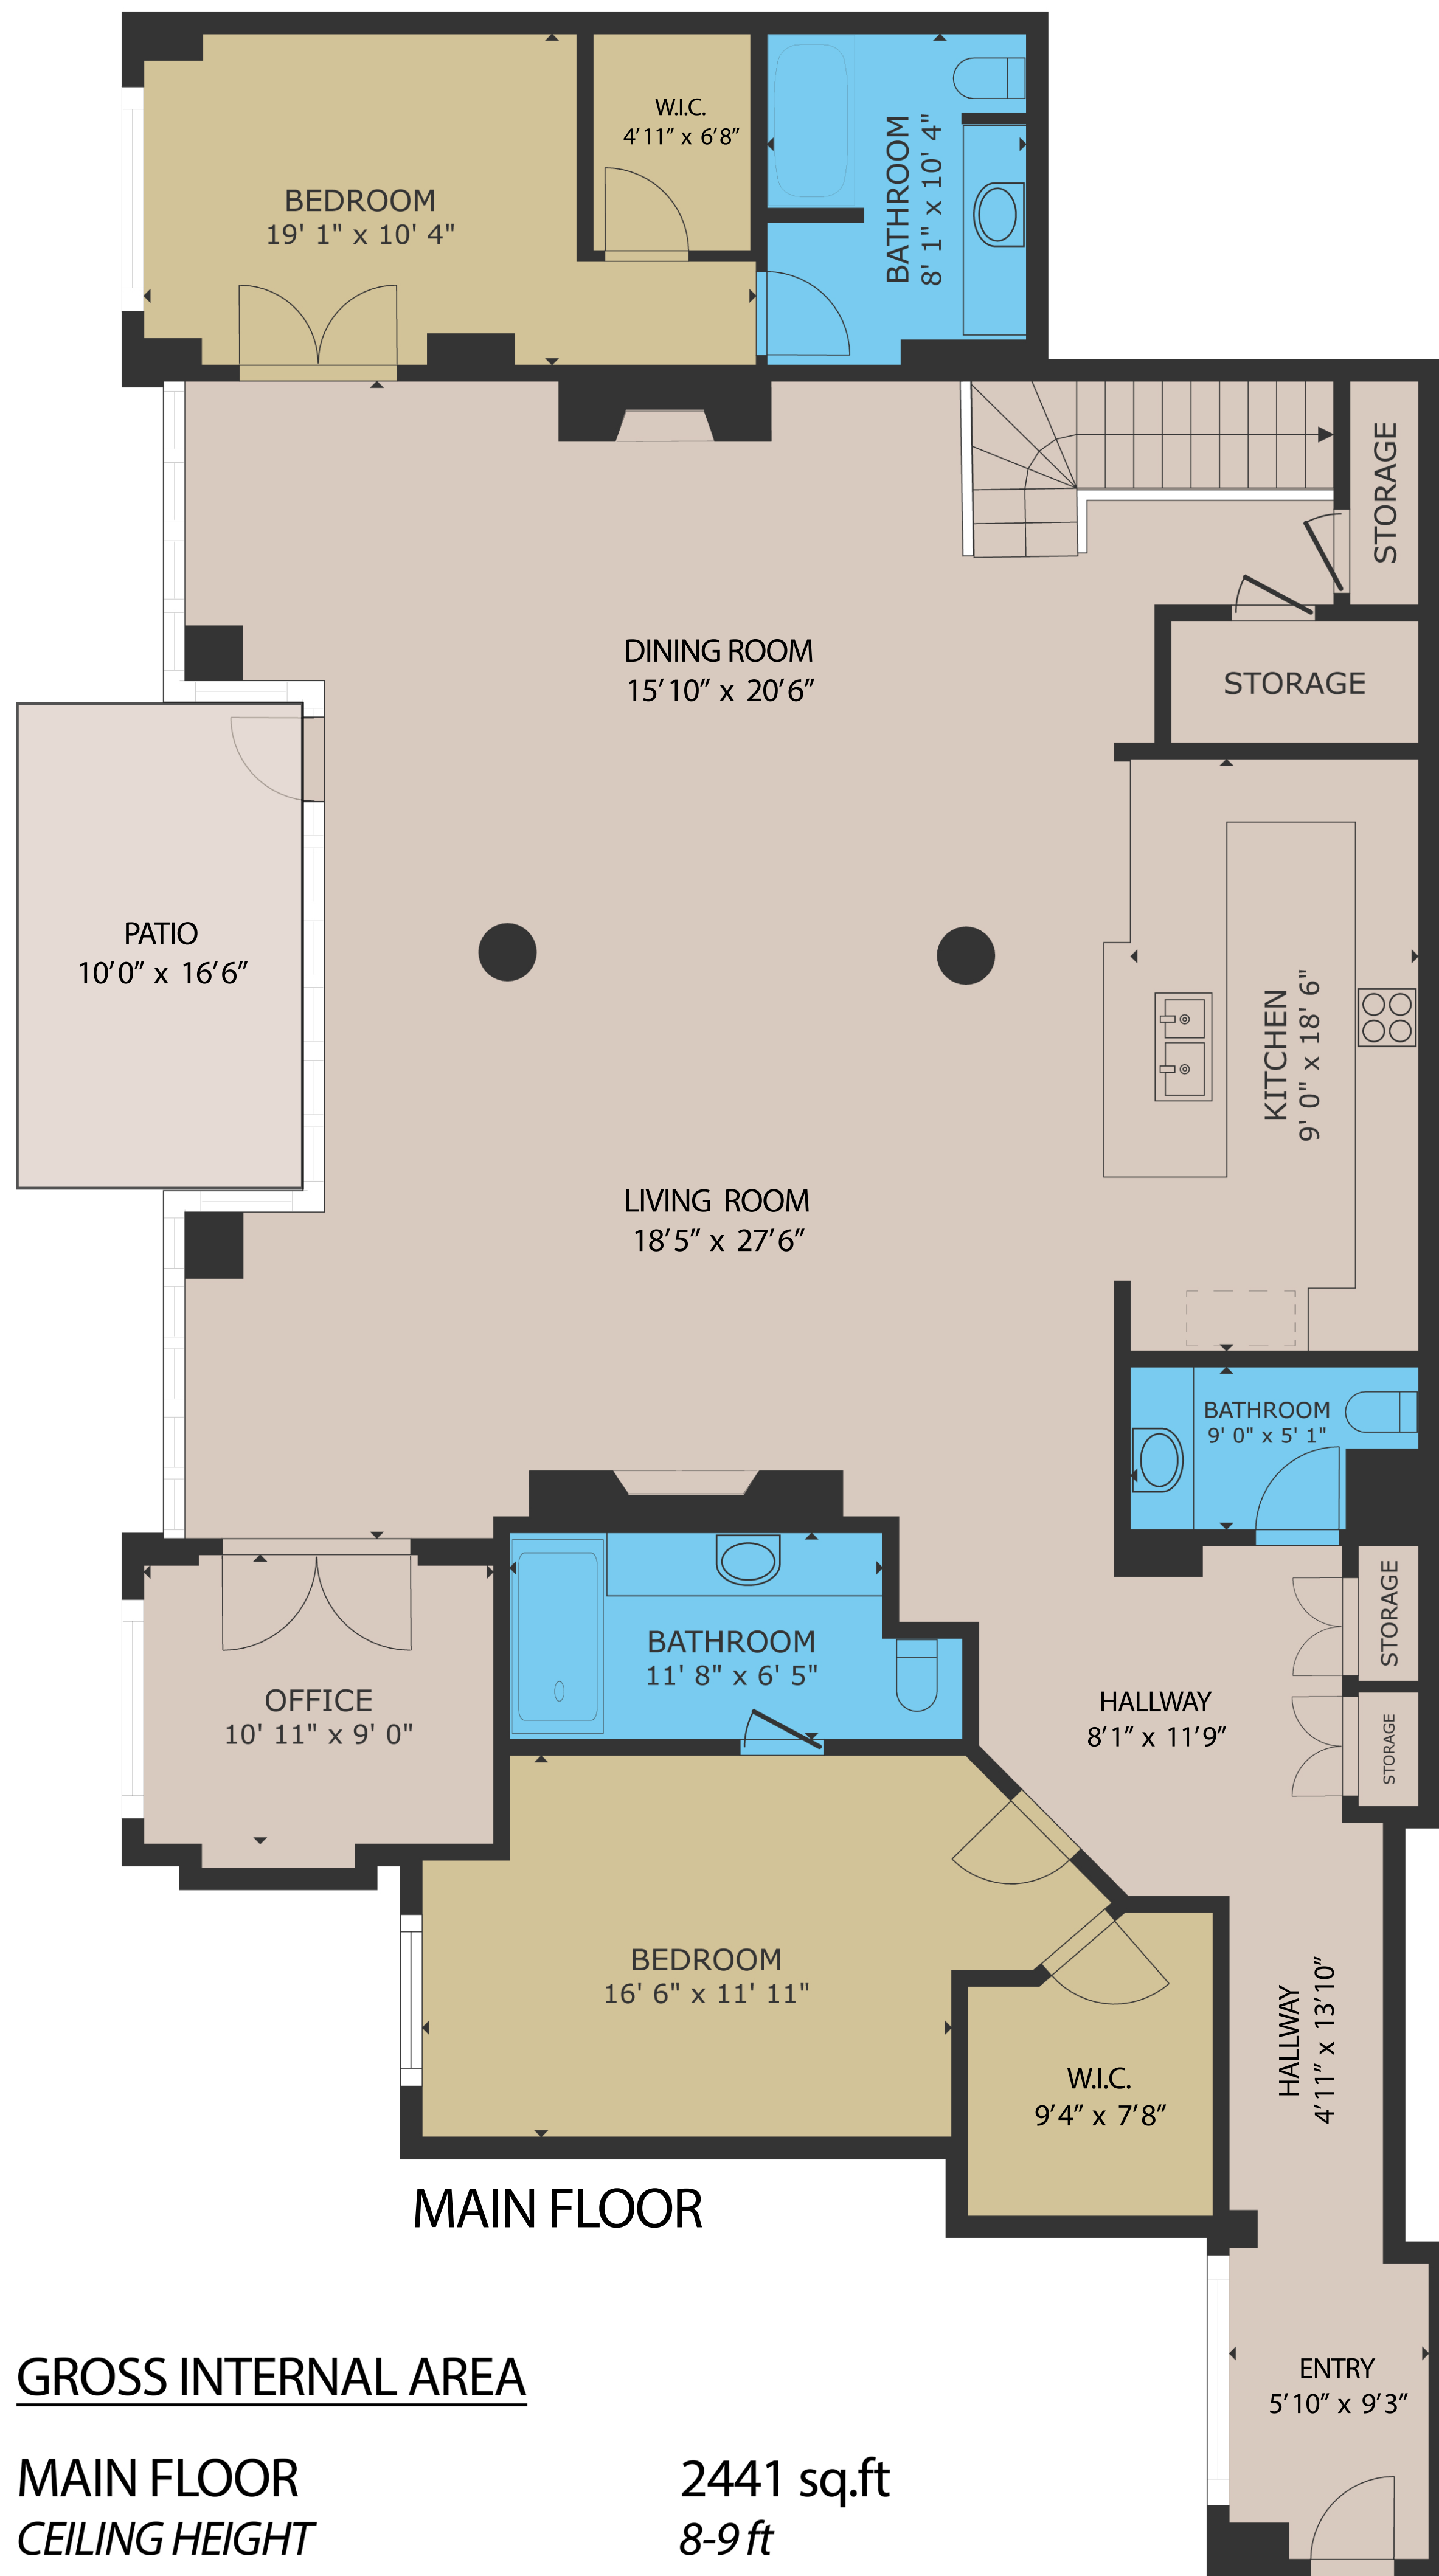 W.I.C.
4'11" x 6'8"
BATHROOM
8' 1" x 10' 4"
BEDROOM
19' 1" x 10' 4"
STORAGE
DINING ROOM
15'10" x 20'6"
STORAGE
PATIO
10'0" x 16'6"
KITCHEN
9' 0" x 18' 6"
LIVING ROOM
18'5" x 27'6"
BATHROOM
9' 0" x 5' 1"
STORAGE
BATHROOM
11' 8" x 6' 5"
OFFICE
10' 11" x 9' 0"
HALLWAY
8'1" x 11'9"
STORAGE
BEDROOM
16' 6" x 11' 11"
HALLWAY
4'11" x 13'10"
W.I.C.
9'4" x 7'8"
MAIN FLOOR
ENTRY
5'10" x 9'3"
GROSS INTERNAL AREA
MAIN FLOOR 2441 sq.ft
CEILING HEIGHT 8-9 ft